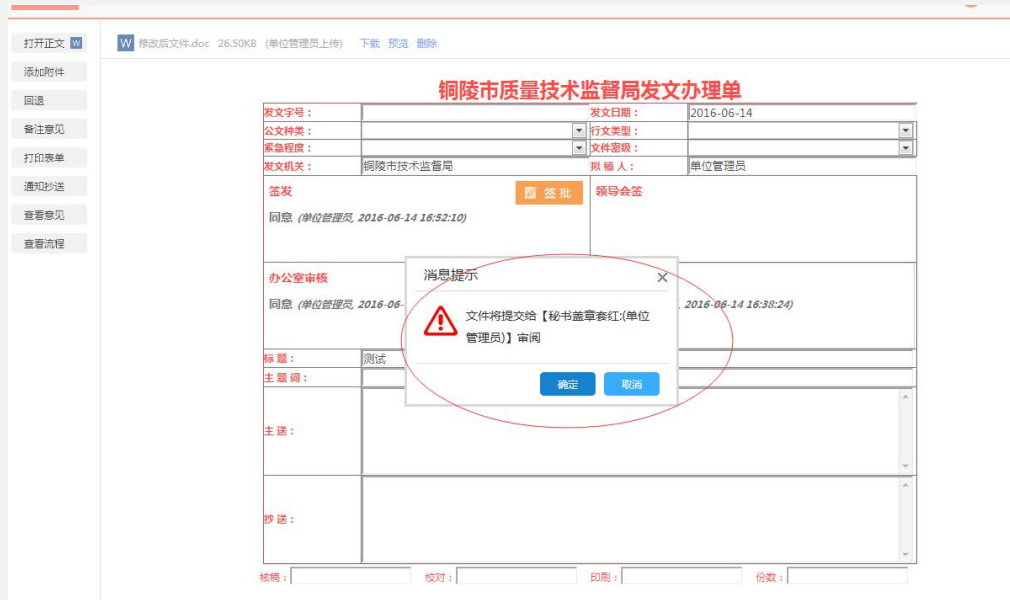 打开正文 W
添加附件
回退
备注意见
打印表单
通知抄送
查看意见
查看流程
W 修改后文件.doc 26.50KB (单位管理员上传) 下载 预览 删除
铜陵市质量技术监督局发文办理单
发文字号： 发文日期： 2016-06-14
公文种类： 行文类型：
紧急程度： 文件密级：
发文机关： 铜陵市技术监督局 拟稿人： 单位管理员
签发 签批 领导会签
同意 (单位管理员, 2016-06-14 16:52:10)
办公室审核
同意 (单位管理员, 2016-06- , 2016-06-14 16:38:24)
消息提示
文件将提交给【秘书盖章套红:(单位
管理员)】审阅
确定 取消
标题： 测试
主题词：
主送：
抄送：
核稿： 校对： 印刷： 份数：